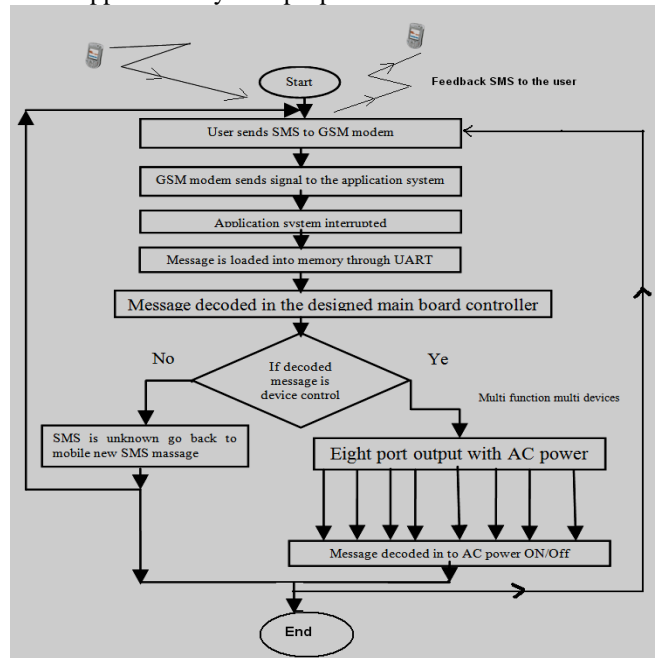 Start
Feedback SMS to the user
User sends SMS to GSM modem
GSM modem sends signal to the application system
Application system interrupted
Message is loaded into memory through UART
Message decoded in the designed main board controller
No
If decoded
message is
device control
Ye
Multi function multi devices
SMS is unknown go back to
mobile new SMS massage
Eight port output with AC power
Message decoded in to AC power ON/Off
End